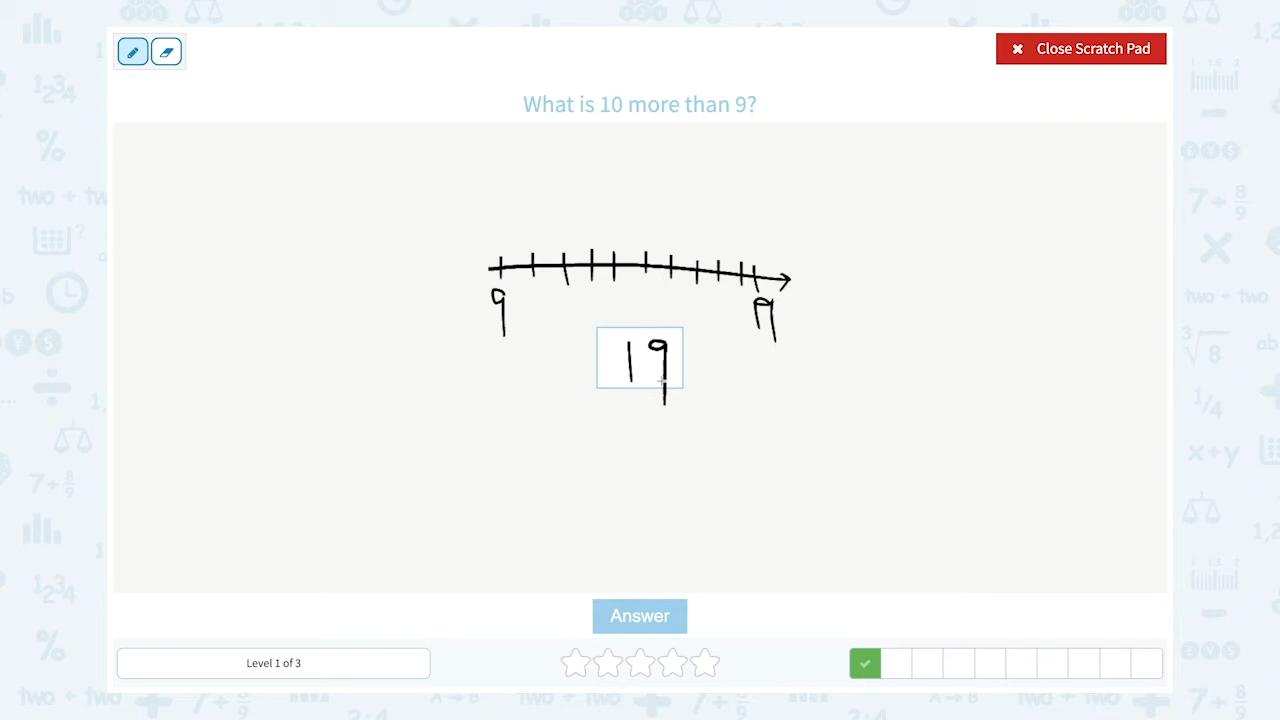 Close Scratch Pad
What is 10 more than 9?
9 19
19
Answer
Level 1 of 3